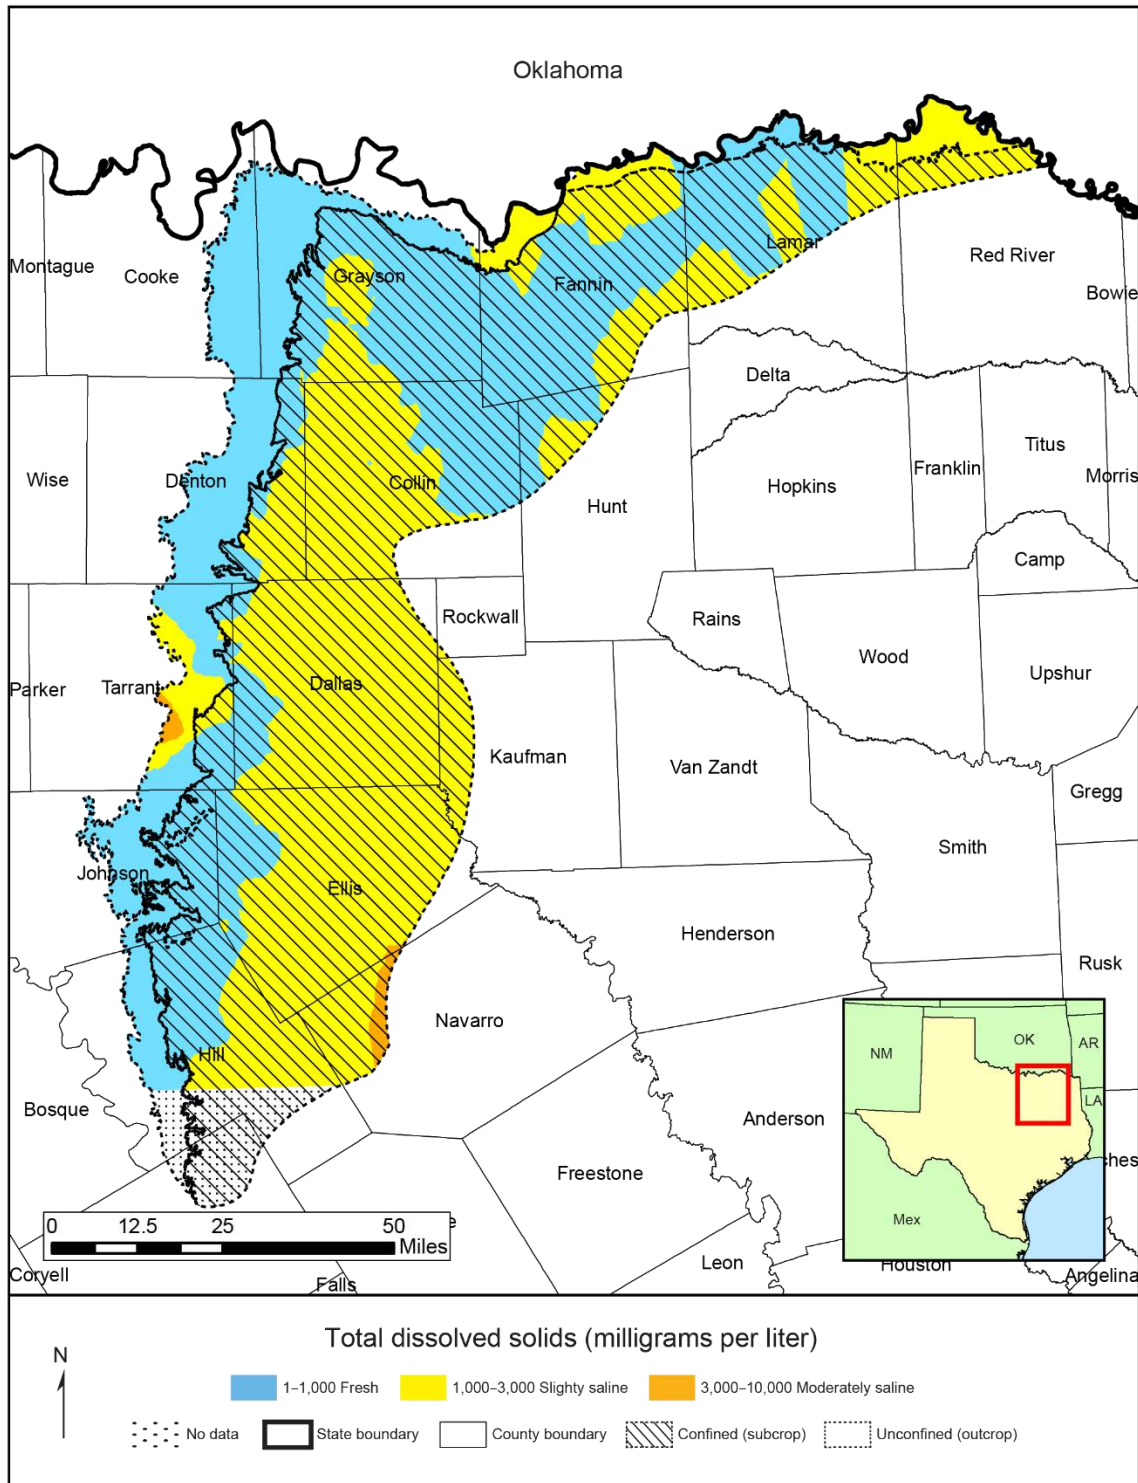 Oklahoma
Montague
Cooke
Grayson
Fannin
Lamar
Red River
Bowie
Delta
Wise
Denton
Collin
Hunt
Hopkins
Franklin
Titus
Morris
Camp
Rockwall
Rains
Wood
Upshur
Parker
Tarrant
Dallas
Kaufman
Van Zandt
Gregg
Smith
Johnson
Ellis
Henderson
Rusk
Navarro
Hill
Bosque
Anderson
Freestone
Leon
Houston
Angelina
ches
e
Coryell
Falls
0 12.5 25 50
Miles
NM
OK
AR
LA
Mex
Total dissolved solids (milligrams per liter)
N
1–1,000 Fresh
1,000–3,000 Slighty saline
3,000–10,000 Moderately saline
No data
State boundary
County boundary
Confined (subcrop)
Unconfined (outcrop)